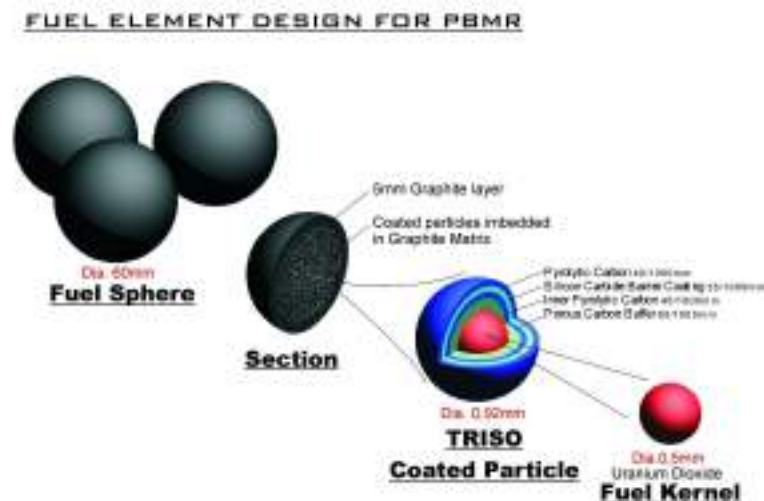 FUEL ELEMENT DESIGN FOR PBMR
5mm Graphite layer
Coated particles imbedded
in Graphite Matrix
Dia. 60mm
Fuel Sphere
Section
Pyrolytic Carbon
Silicon Carbide Barrier Coating
Inner Pyrolytic Carbon
Porous Carbon Buffer
Dia. 0,92mm
TRISO
Coated Particle
Dia.0,5mm
Uranium Dioxide
Fuel Kernel